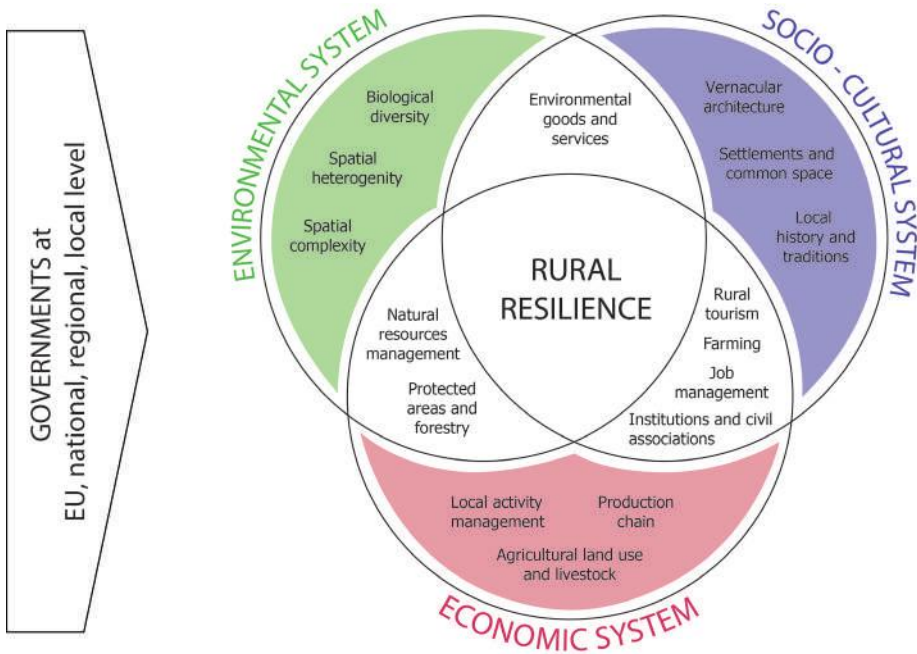 GOVERNMENTS at
EU, national, regional, local level
ENVIRONMENTAL SYSTEM
Biological
diversity
Spatial
heterogenity
Spatial
complexity
Environmental
goods and
services
SOCIO - CULTURAL SYSTEM
Vernacular
architecture
Settlements and
common space
Local
history and
traditions
RURAL
RESILIENCE
Natural
resources
management
Protected
areas and
forestry
Rural
tourism
Farming
Job
management
Institutions and civil
associations
Local activity
management
Production
chain
Agricultural land use
and livestock
ECONOMIC SYSTEM